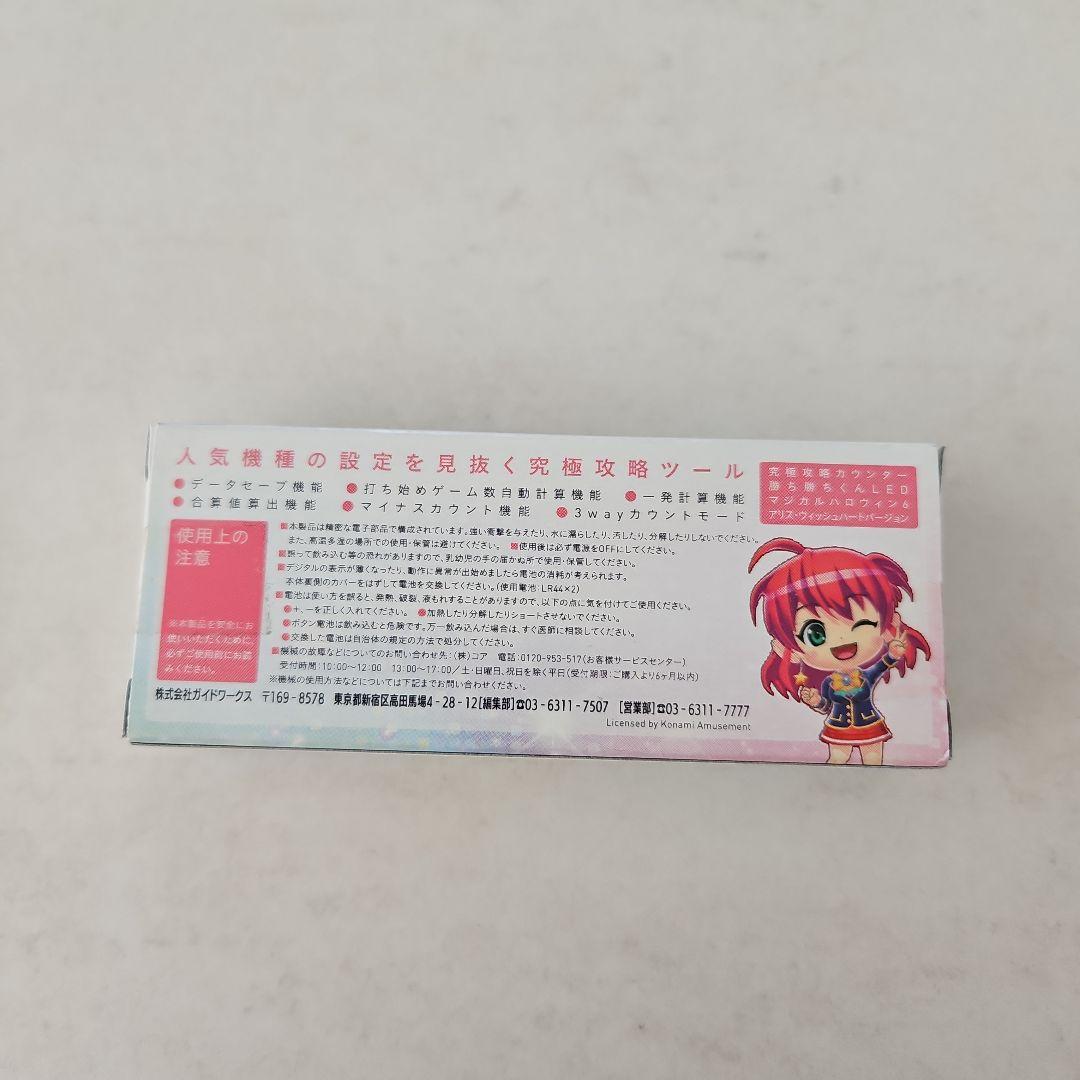 人気機種の設定を見抜く究極攻略ツール
●データセーブ機能 ●打ち始めゲーム数自動計算機能 ●一発計算機能
●合算値算出機能 ●マイナスカウント機能 ●3wayカウントモード
究極攻略カウンター
勝ち勝ちくんLED
マジカルハロウィン6
アリス・ウィッシュハートバージョン
使用上の
注意
※本製品を安全にお
使いいただくために
必ずご使用前にお読
みください。
■本製品は精密な電子部品で構成されています。強い衝撃を与えたり、水に濡らしたり、汚したり、分解したりしないでください。
また、高温多湿の場所での使用・保管は避けてください。 ■使用後は必ず電源をOFFにしてください。
■誤って飲み込む等の恐れがありますので、乳幼児の手の届かぬ所で使用・保管してください。
■デジタルの表示が薄くなったり、動作に異常が出始めましたら電池の消耗が考えられます。
本体裏側のカバーをはずして電池を交換してください。(使用電池:LR44×2)
■電池は使い方を誤ると、発熱、破裂、液もれすることがありますので、以下の点に気を付けてご使用ください。
●+、-を正しく入れてください。 ●加熱したり分解したりショートさせないでください。
●ボタン電池は飲み込むと危険です。万一飲み込んだ場合は、すぐ医師に相談してください。
●交換した電池は自治体の規定の方法で処分してください。
■機械の故障などについてのお問い合わせ先:(株)コア 電話:0120-953-517(お客様サービスセンター)
受付時間:10:00~12:00 13:00~17:00/土・日曜日、祝日を除く平日(受付期限:ご購入より6ヶ月以内)
※機械の使用方法などについては下記までお問い合わせください。
株式会社ガイドワークス 〒169-8578 東京都新宿区高田馬場4-28-12[編集部]☎03-6311-7507 [営業部]☎03-6311-7777
Licensed by Konami Amusement